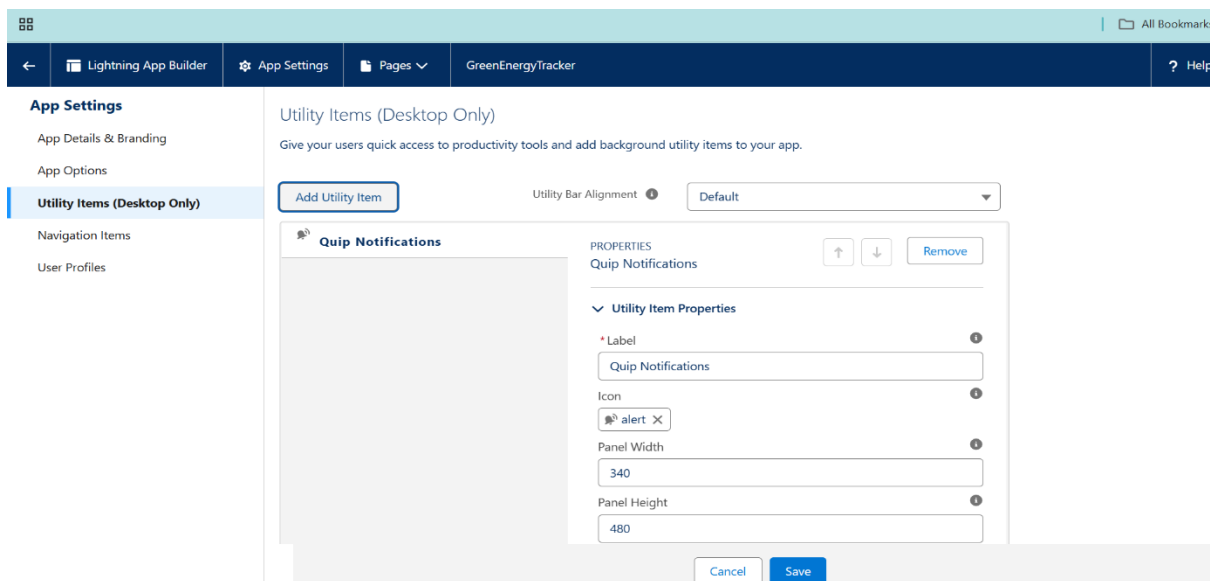 All Bookmarks
Lightning App Builder
App Settings
Pages
GreenEnergyTracker
? Help
App Settings
App Details & Branding
App Options
Utility Items (Desktop Only)
Navigation Items
User Profiles
Utility Items (Desktop Only)
Give your users quick access to productivity tools and add background utility items to your app.
Add Utility Item
Utility Bar Alignment
Default
Quip Notifications
PROPERTIES
Quip Notifications
Remove
Utility Item Properties
*Label
Quip Notifications
Icon
alert
Panel Width
340
Panel Height
480
Cancel
Save